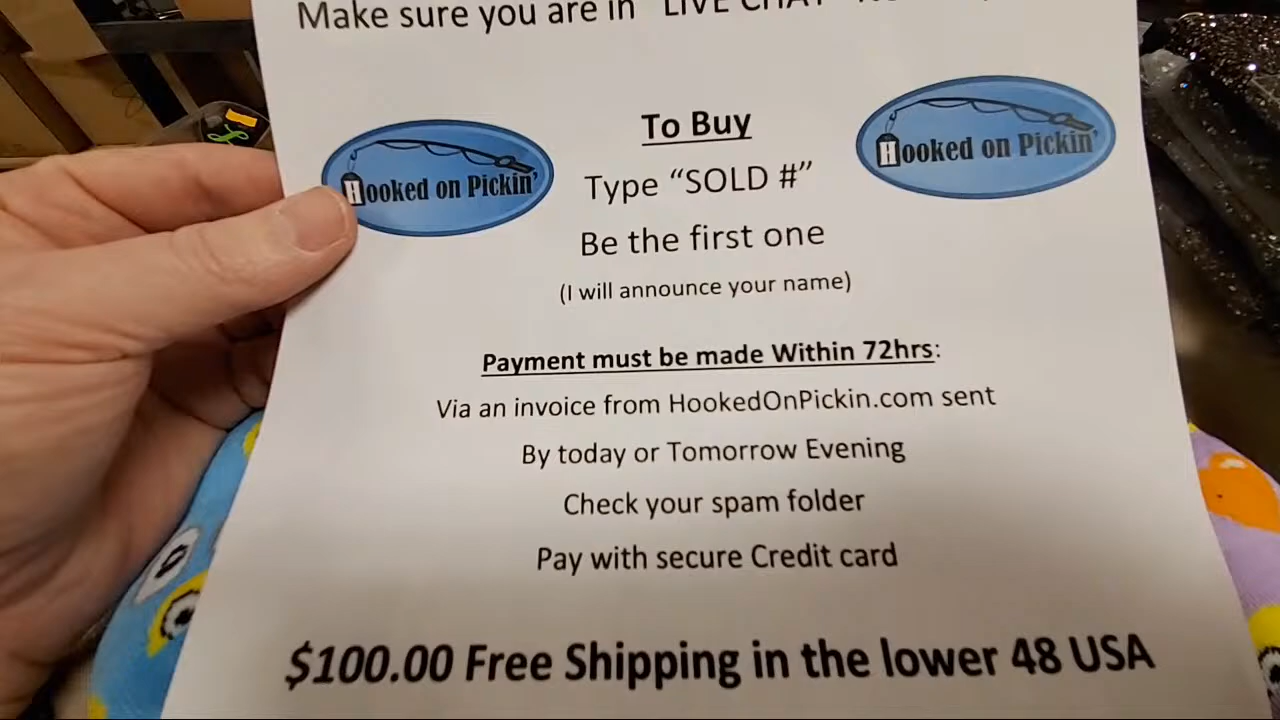 Make sure you are in "LIVE CHAT"
Hooked on Pickin'
Hooked on Pickin'
To Buy
Type “SOLD #”
Be the first one
(I will announce your name)
Payment must be made Within 72hrs:
Via an invoice from HookedOnPickin.com sent
By today or Tomorrow Evening
Check your spam folder
Pay with secure Credit card
$100.00 Free Shipping in the lower 48 USA